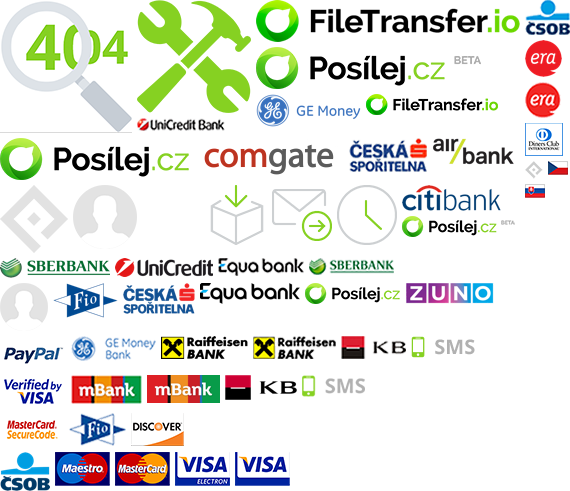 404
FileTransfer.io
ČSOB
Posílej.cz BETA
era
GE Money
FileTransfer.io
era
UniCredit Bank
Posílej.cz
comgate
ČESKÁ
SPOŘITELNA
air
bank
Diners Club
INTERNATIONAL
citibank
Posílej.cz BETA
SBERBANK
UniCredit
Equa bank
SBERBANK
Fio
ČESKÁ
SPOŘITELNA
Equa bank
Posílej.cz
ZUNO
PayPal
GE Money
Bank
Raiffeisen
BANK
Raiffeisen
BANK
KB
SMS
Verified by
VISA
mBank
mBank
KB
SMS
MasterCard.
SecureCode.
Fio
DISCOVER
ČSOB
Maestro
MasterCard
VISA
ELECTRON
VISA